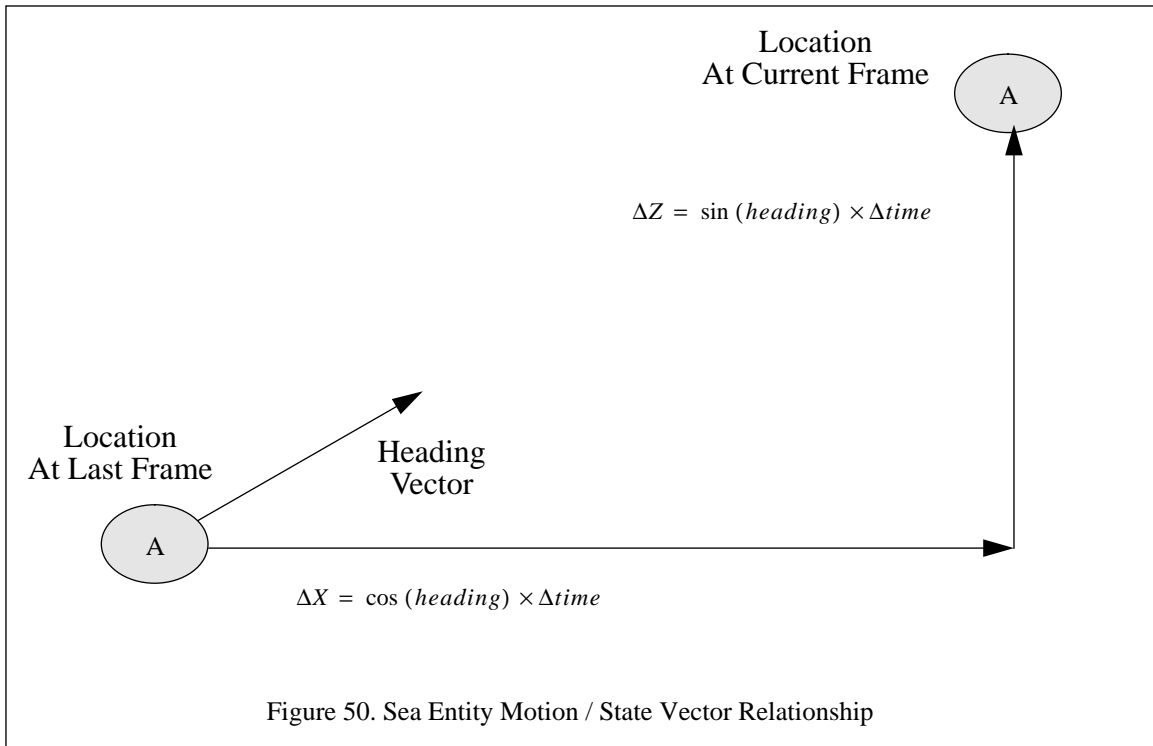 Location
At Current Frame
A
ΔZ = sin (heading) × Δtime
Location
At Last Frame
Heading
Vector
A
ΔX = cos (heading) × Δtime
Figure 50. Sea Entity Motion / State Vector Relationship